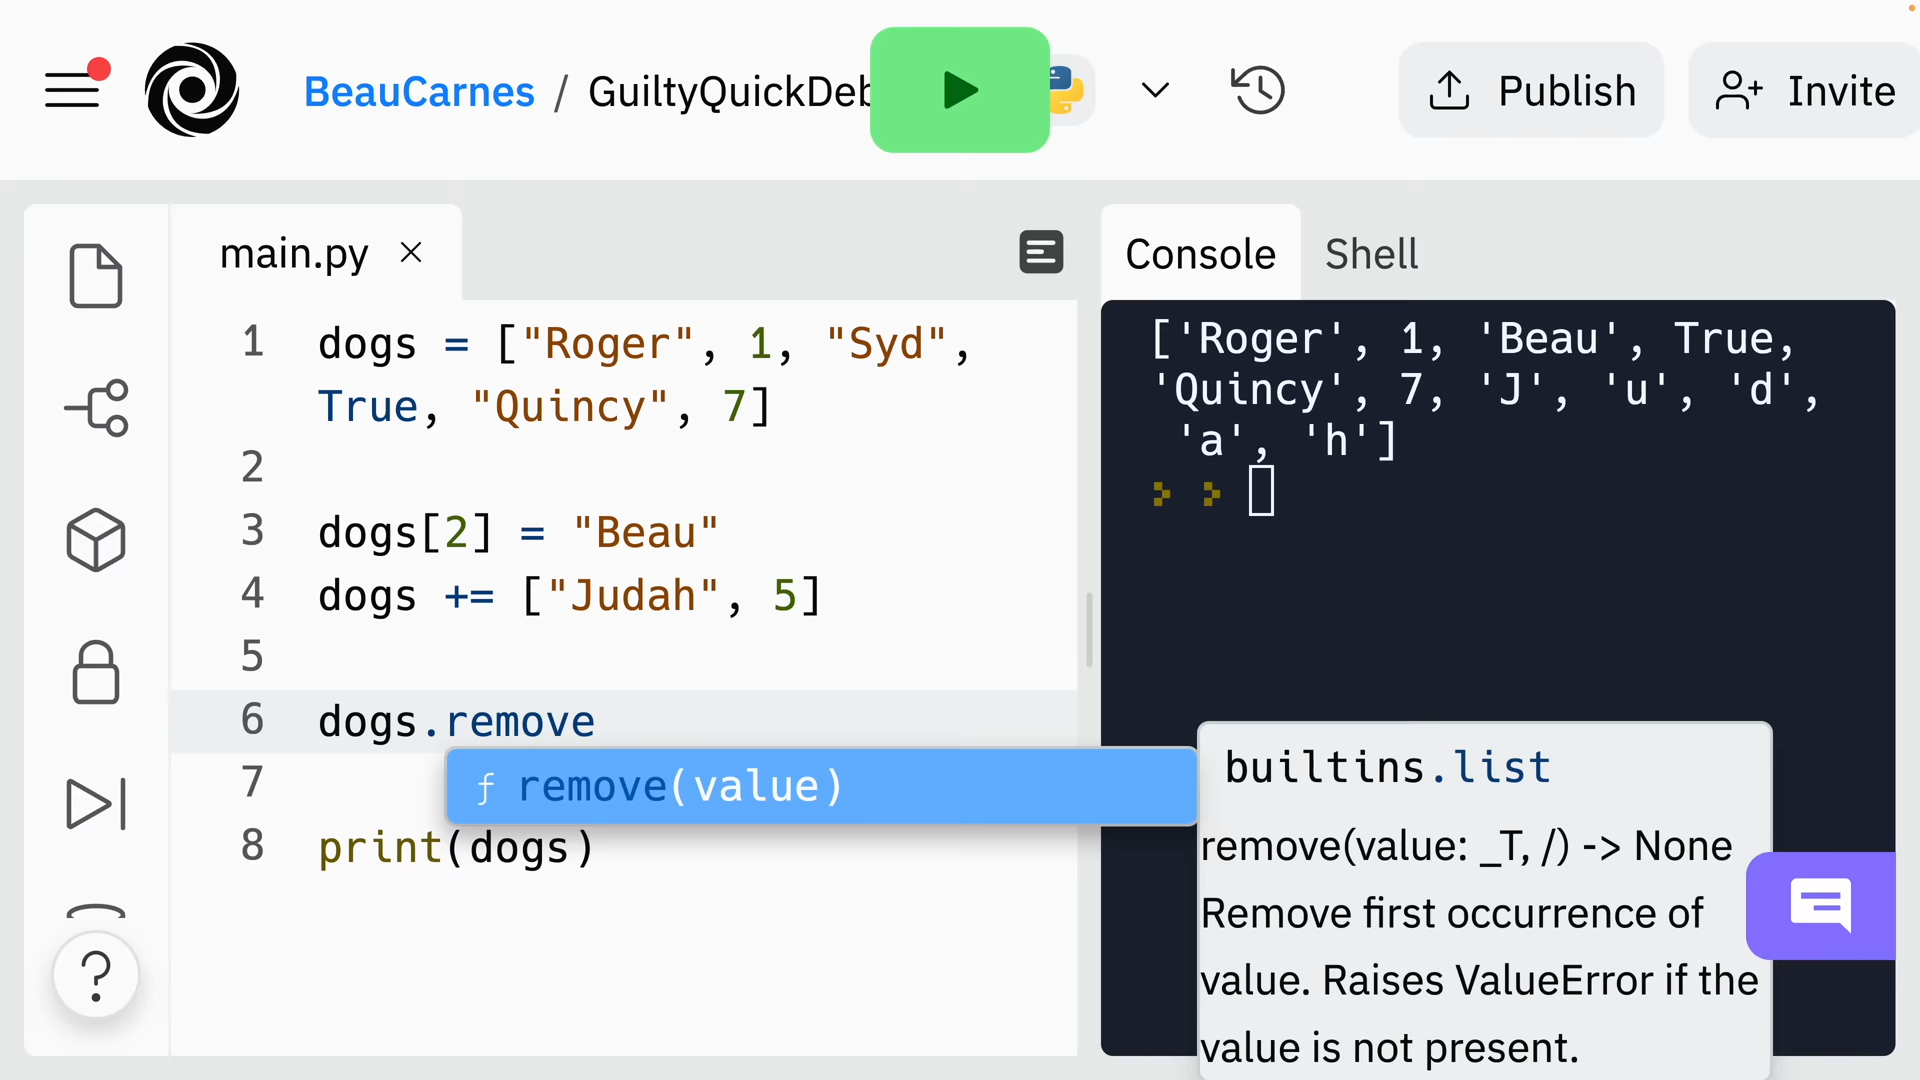 BeauCarnes / GuiltyQuickDeb
Publish
Invite
main.py ×
Console
Shell
1 dogs = ["Roger", 1, "Syd",
True, "Quincy", 7]
2
3 dogs[2] = "Beau"
4 dogs += ["Judah", 5]
5
6 dogs.remove
ƒ remove(value)
7
8 print(dogs)
['Roger', 1, 'Beau', True,
'Quincy', 7, 'J', 'u', 'd',
'a', 'h']
builtins.list
remove(value: _T, /) -> None
Remove first occurrence of
value. Raises ValueError if the
value is not present.
?